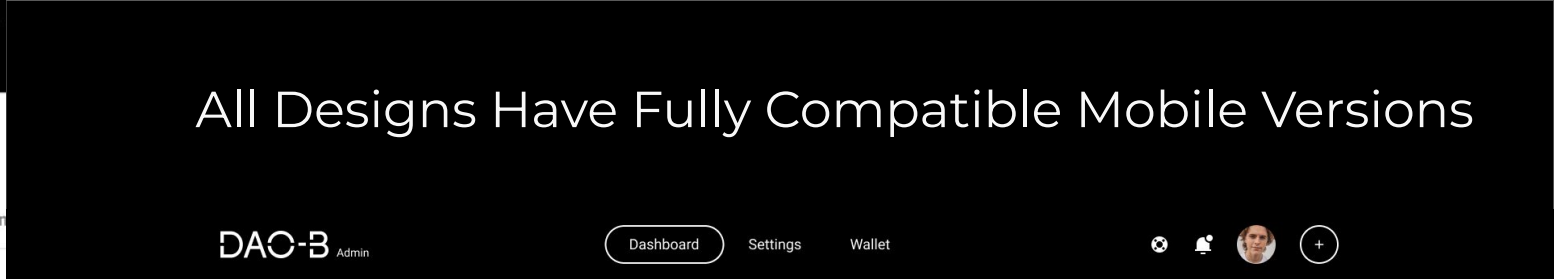 All Designs Have Fully Compatible Mobile Versions
DAO-B Admin Dashboard Settings Wallet +